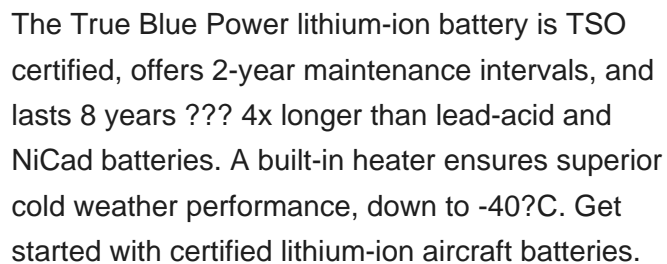 The True Blue Power lithium-ion battery is TSO
certified, offers 2-year maintenance intervals, and
lasts 8 years ??? 4x longer than lead-acid and
NiCad batteries. A built-in heater ensures superior
cold weather performance, down to -40?C. Get
started with certified lithium-ion aircraft batteries.